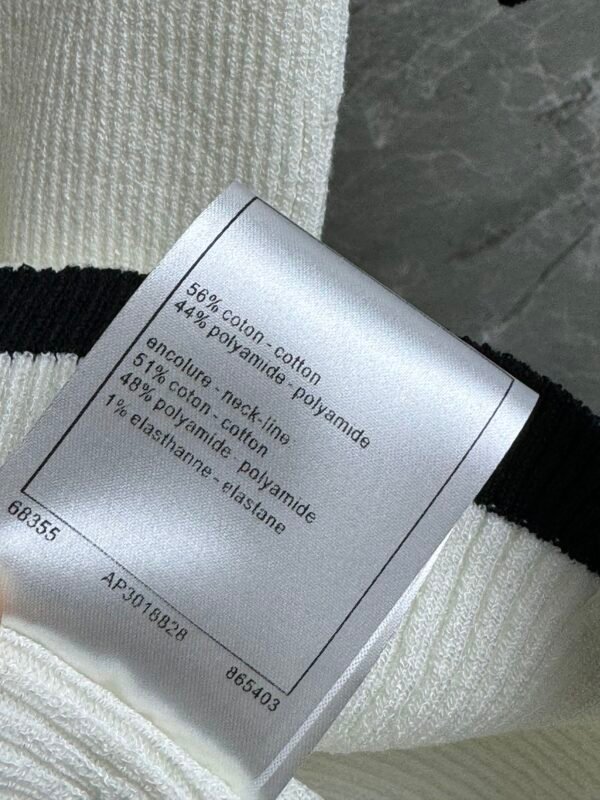 56% coton - cotton
44% polyamide - polyamide
encolure - neck-line
51% coton - cotton
48% polyamide - polyamide
1% elasthanne - elastane
68355
AP3018828
865403